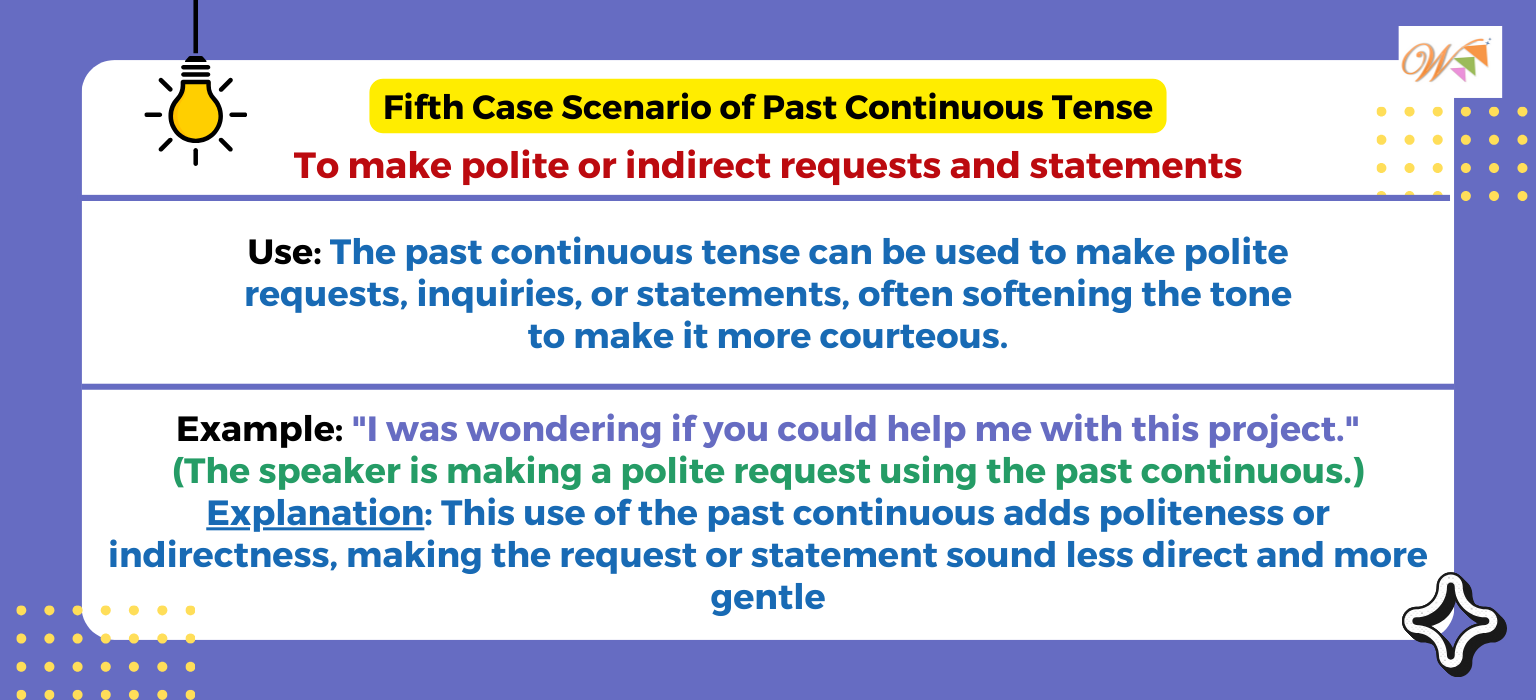 Fifth Case Scenario of Past Continuous Tense
To make polite or indirect requests and statements
Use: The past continuous tense can be used to make polite
requests, inquiries, or statements, often softening the tone
to make it more courteous.
Example: "I was wondering if you could help me with this project."
(The speaker is making a polite request using the past continuous.)
Explanation: This use of the past continuous adds politeness or
indirectness, making the request or statement sound less direct and more
gentle